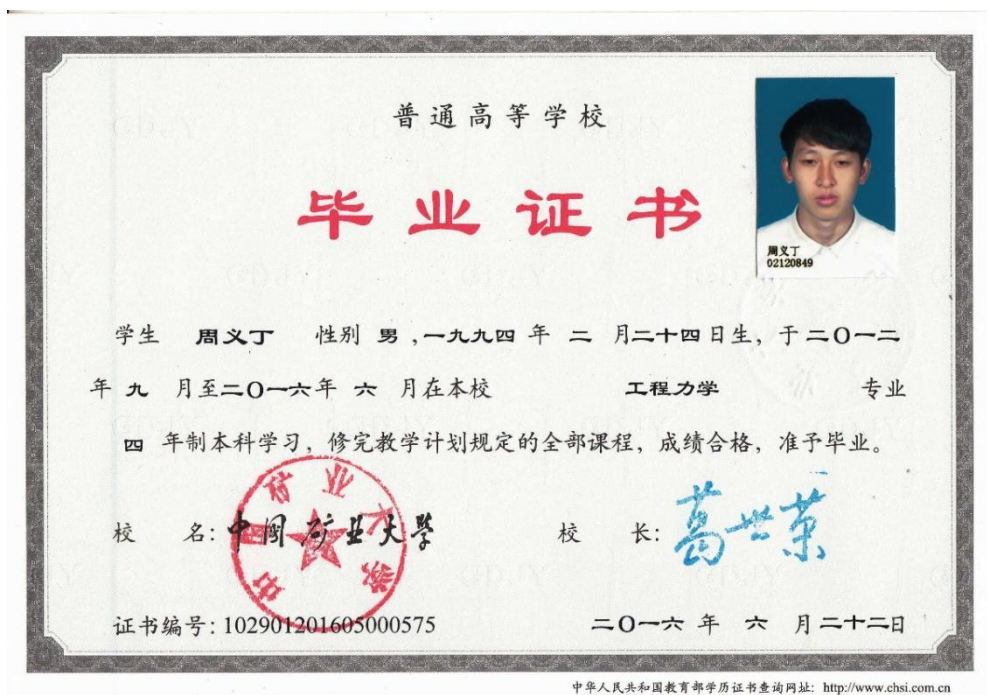 普通高等学校
毕业证书
周义丁
02120849
学生 周义丁 性别 男 ,一九九四 年 二 月二十四日生，于二〇一二
年 九 月至二〇一六年 六 月在本校 工程力学 专业
四 年制本科学习，修完教学计划规定的全部课程，成绩合格，准予毕业。
校 名：中国矿业大学 校 长：葛世荣
证书编号：102901201605000575 二〇一六 年 六 月二十二日
中华人民共和国教育部学历证书查询网址：http://www.chsi.com.cn